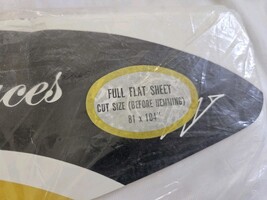 ces
FULL FLAT SHEET
CUT SIZE (BEFORE HEMMING)
81 x 104"